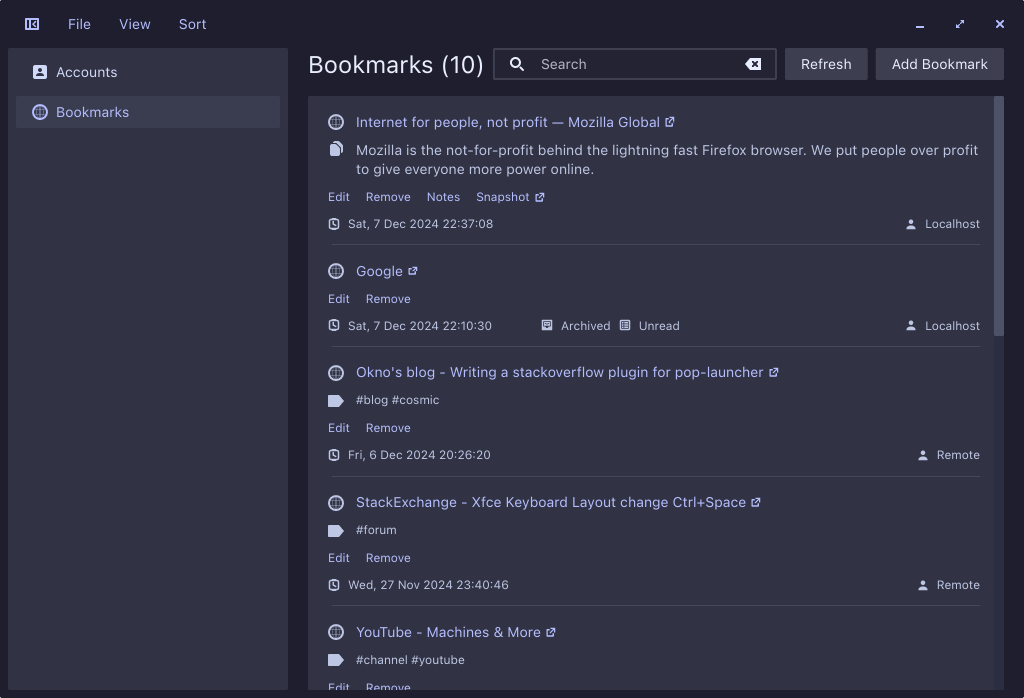 File View Sort
Accounts
Bookmarks
Bookmarks (10)
Search
Refresh
Add Bookmark
Internet for people, not profit — Mozilla Global
Mozilla is the not-for-profit behind the lightning fast Firefox browser. We put people over profit
to give everyone more power online.
Edit Remove Notes Snapshot
Sat, 7 Dec 2024 22:37:08 Localhost
Google
Edit Remove
Sat, 7 Dec 2024 22:10:30 Archived Unread Localhost
Okno's blog - Writing a stackoverflow plugin for pop-launcher
#blog #cosmic
Edit Remove
Fri, 6 Dec 2024 20:26:20 Remote
StackExchange - Xfce Keyboard Layout change Ctrl+Space
#forum
Edit Remove
Wed, 27 Nov 2024 23:40:46 Remote
YouTube - Machines & More
#channel #youtube
Edit Remove